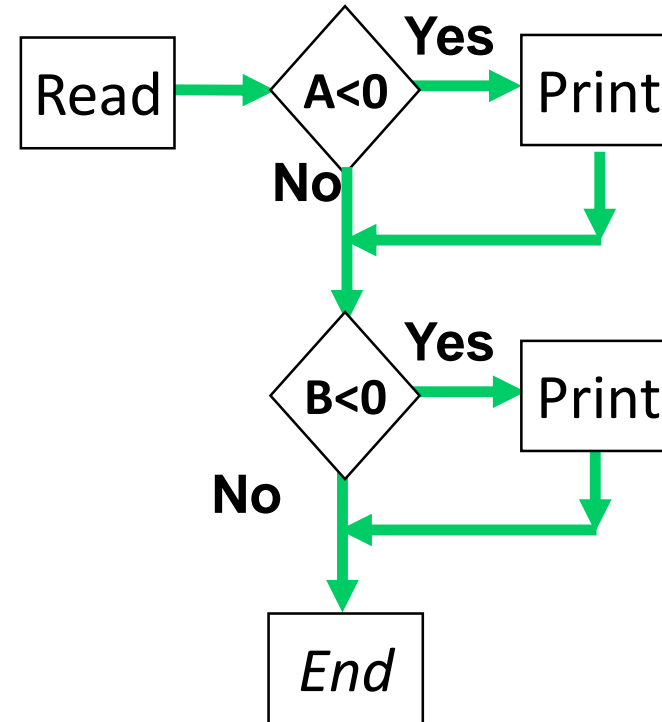 Read
A<0
Yes
Print
No
B<0
Yes
Print
No
End